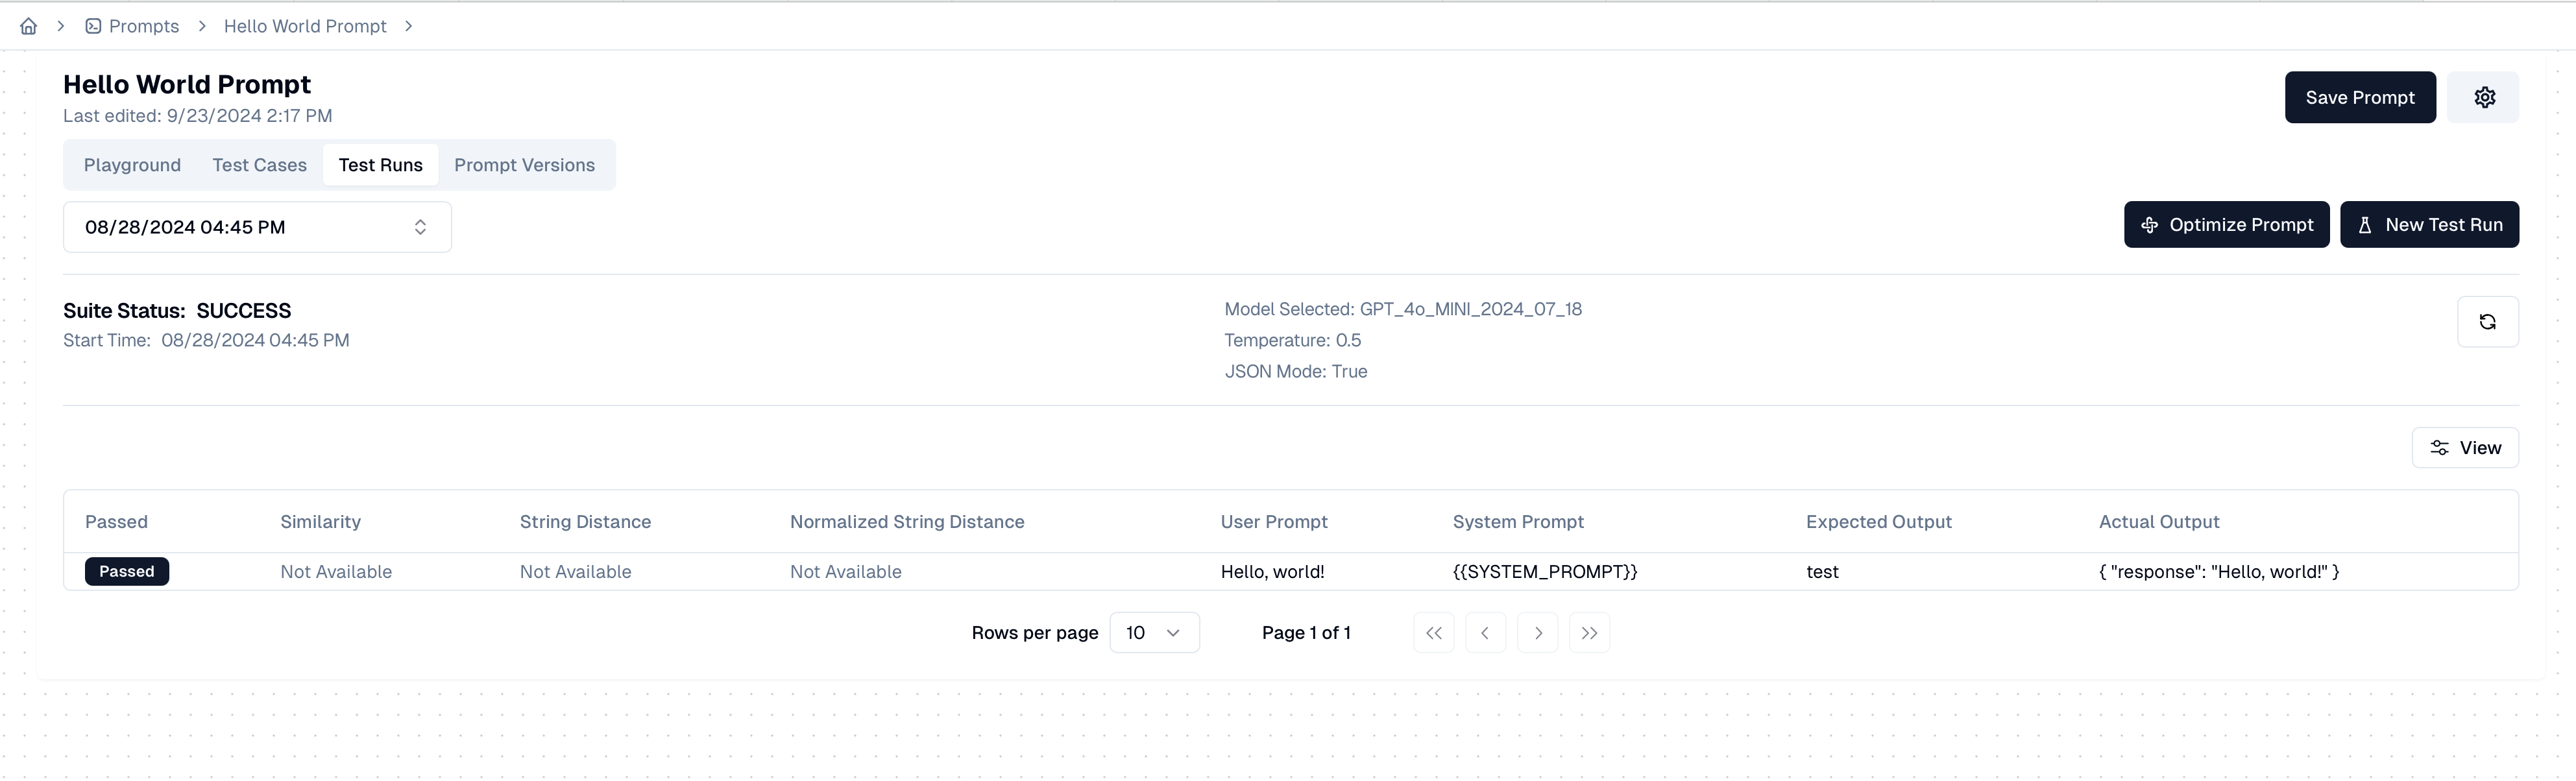 Prompts Hello World Prompt
Hello World Prompt
Last edited: 9/23/2024 2:17 PM
Save Prompt
Playground Test Cases Test Runs Prompt Versions
08/28/2024 04:45 PM
Optimize Prompt New Test Run
Suite Status: SUCCESS
Start Time: 08/28/2024 04:45 PM
Model Selected: GPT_4o_MINI_2024_07_18
Temperature: 0.5
JSON Mode: True
View
Passed Similarity String Distance Normalized String Distance User Prompt System Prompt Expected Output Actual Output
Passed Not Available Not Available Not Available Hello, world! {{SYSTEM_PROMPT}} test { "response": "Hello, world!" }
Rows per page 10 Page 1 of 1